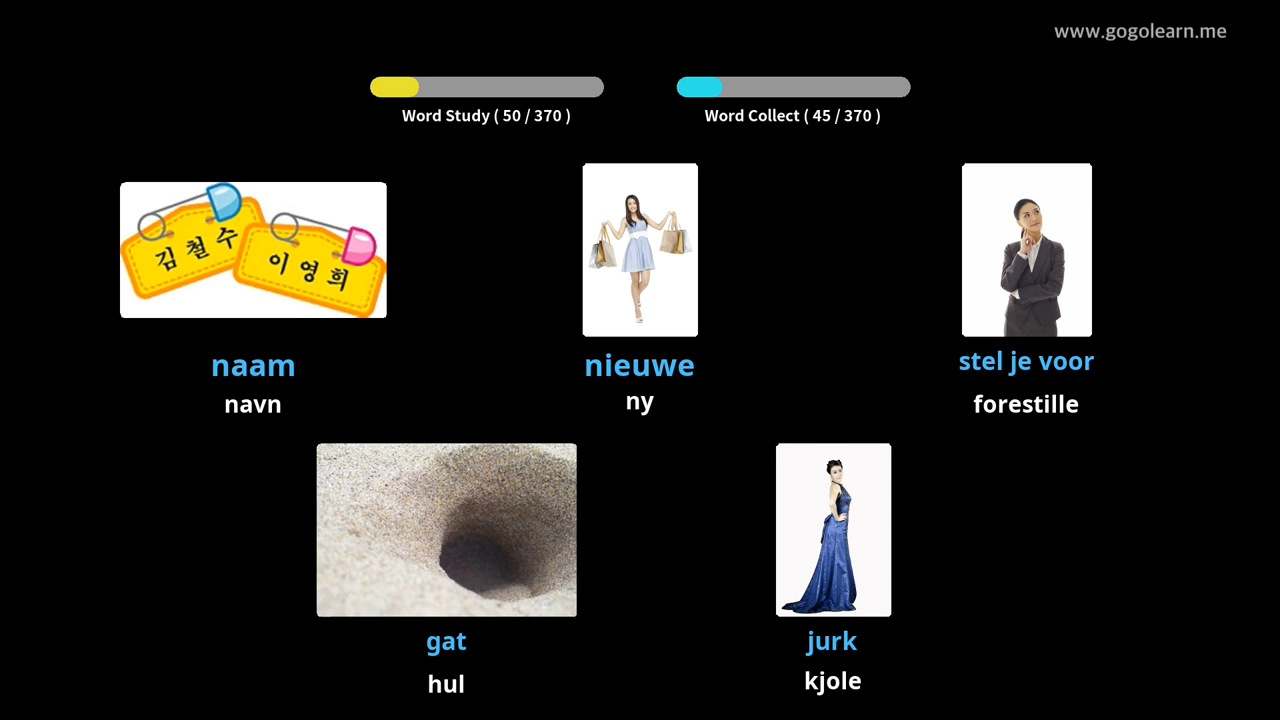 www.gogolearn.me
Word Study ( 50 / 370 )
Word Collect ( 45 / 370 )
김철수
이영희
naam
navn
nieuwe
ny
stel je voor
forestille
gat
hul
jurk
kjole